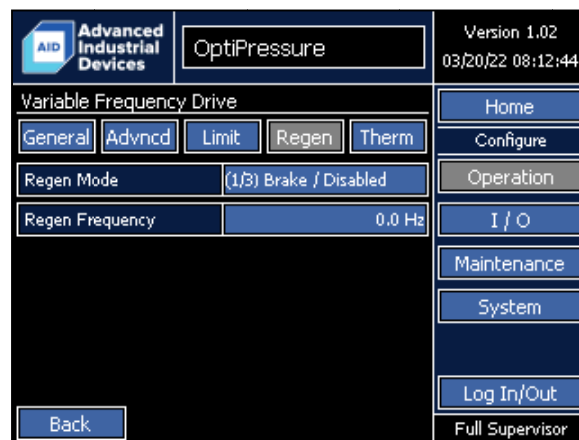 AID
Advanced
Industrial
Devices
OptiPressure
Version 1.02
03/20/22 08:12:44
Variable Frequency Drive
General Advncd Limit Regen Therm
Regen Mode (1/3) Brake / Disabled
Regen Frequency 0.0 Hz
Back
Home
Configure
Operation
I / O
Maintenance
System
Log In/Out
Full Supervisor